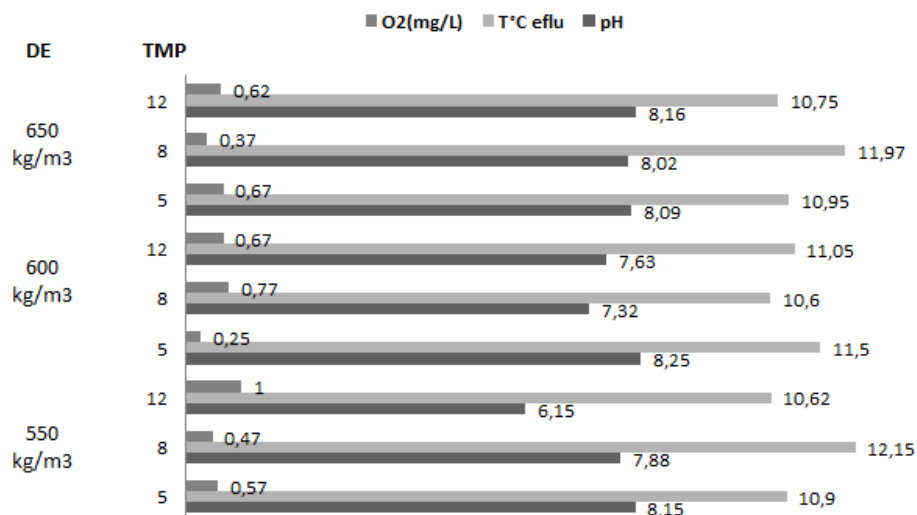 O2(mg/L) T°C eflu pH
DE TMP
12 0,62 10,75 8,16
650 kg/m3
8 0,37 11,97 8,02
5 0,67 10,95 8,09
12 0,67 11,05 7,63
600 kg/m3
8 0,77 10,6 7,32
5 0,25 11,5 8,25
12 1 10,62 6,15
550 kg/m3
8 0,47 12,15 7,88
5 0,57 10,9 8,15